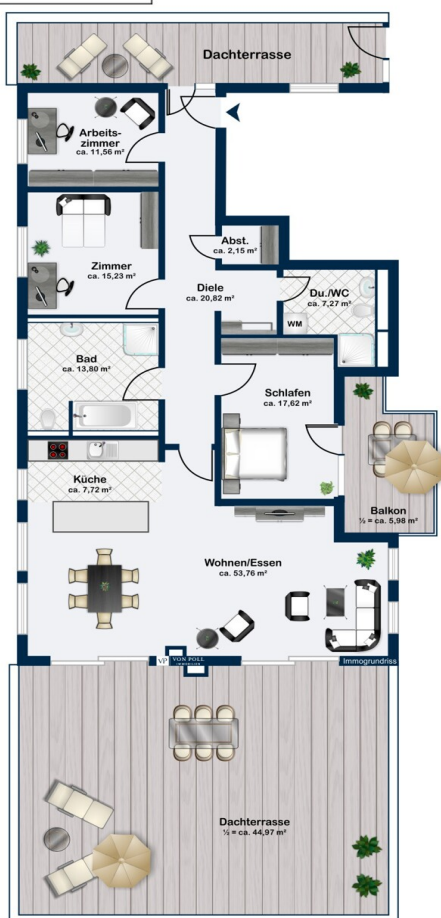 Dachterrasse
Arbeits-
zimmer
ca. 11,56 m²
Abst.
ca. 2,15 m²
Zimmer
ca. 15,23 m²
Diele
ca. 20,82 m²
Du./WC
ca. 7,27 m²
WM
Bad
ca. 13,80 m²
Schlafen
ca. 17,62 m²
Küche
ca. 7,72 m²
Balkon
½ = ca. 5,98 m²
Wohnen/Essen
ca. 53,76 m²
VP VON POLL
IMMOBILIEN
Immogrundriss
Dachterrasse
½ = ca. 44,97 m²